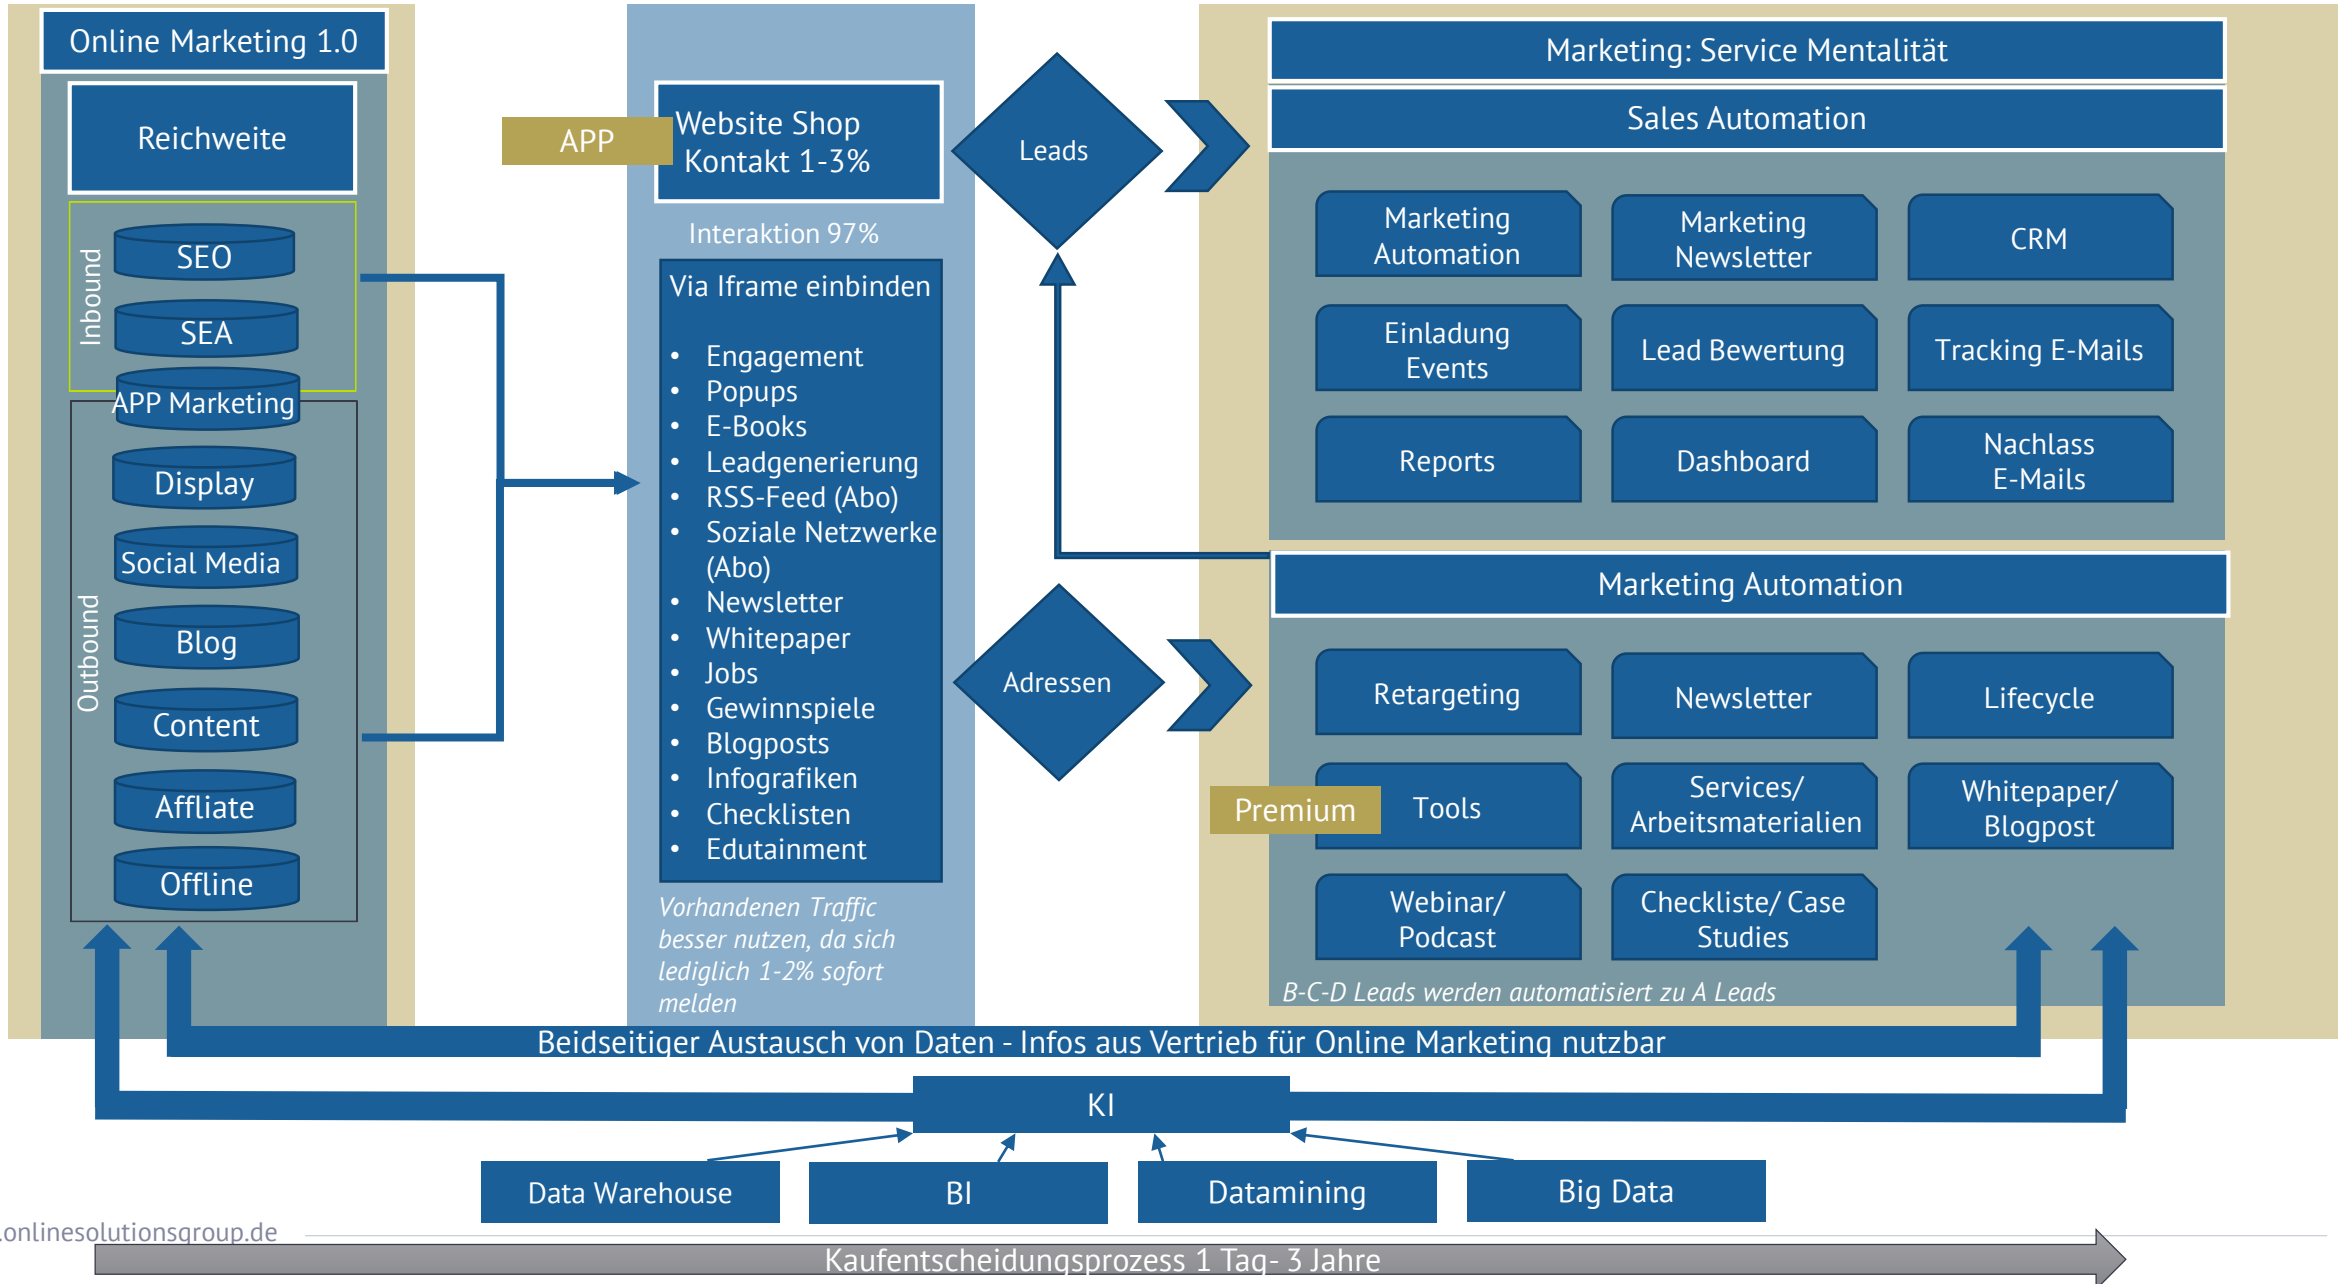 Online Marketing 1.0
Reichweite
Inbound
SEO
SEA
APP Marketing
Outbound
Display
Social Media
Blog
Content
Affliate
Offline
APP
Website Shop
Kontakt 1-3%
Interaktion 97%
Via Iframe einbinden
• Engagement
• Popups
• E-Books
• Leadgenerierung
• RSS-Feed (Abo)
• Soziale Netzwerke
(Abo)
• Newsletter
• Whitepaper
• Jobs
• Gewinnspiele
• Blogposts
• Infografiken
• Checklisten
• Edutainment
Vorhandenen Traffic
besser nutzen, da sich
lediglich 1-2% sofort
melden
Leads
Adressen
Marketing: Service Mentalität
Sales Automation
Marketing
Automation
Marketing
Newsletter
CRM
Einladung
Events
Lead Bewertung
Tracking E-Mails
Reports
Dashboard
Nachlass
E-Mails
Marketing Automation
Retargeting
Newsletter
Lifecycle
Premium
Tools
Services/
Arbeitsmaterialien
Whitepaper/
Blogpost
Webinar/
Podcast
Checkliste/ Case
Studies
B-C-D Leads werden automatisiert zu A Leads
Beidseitiger Austausch von Daten - Infos aus Vertrieb für Online Marketing nutzbar
KI
Data Warehouse
BI
Datamining
Big Data
.onlinesolutionsgroup.de
Kaufentscheidungsprozess 1 Tag- 3 Jahre